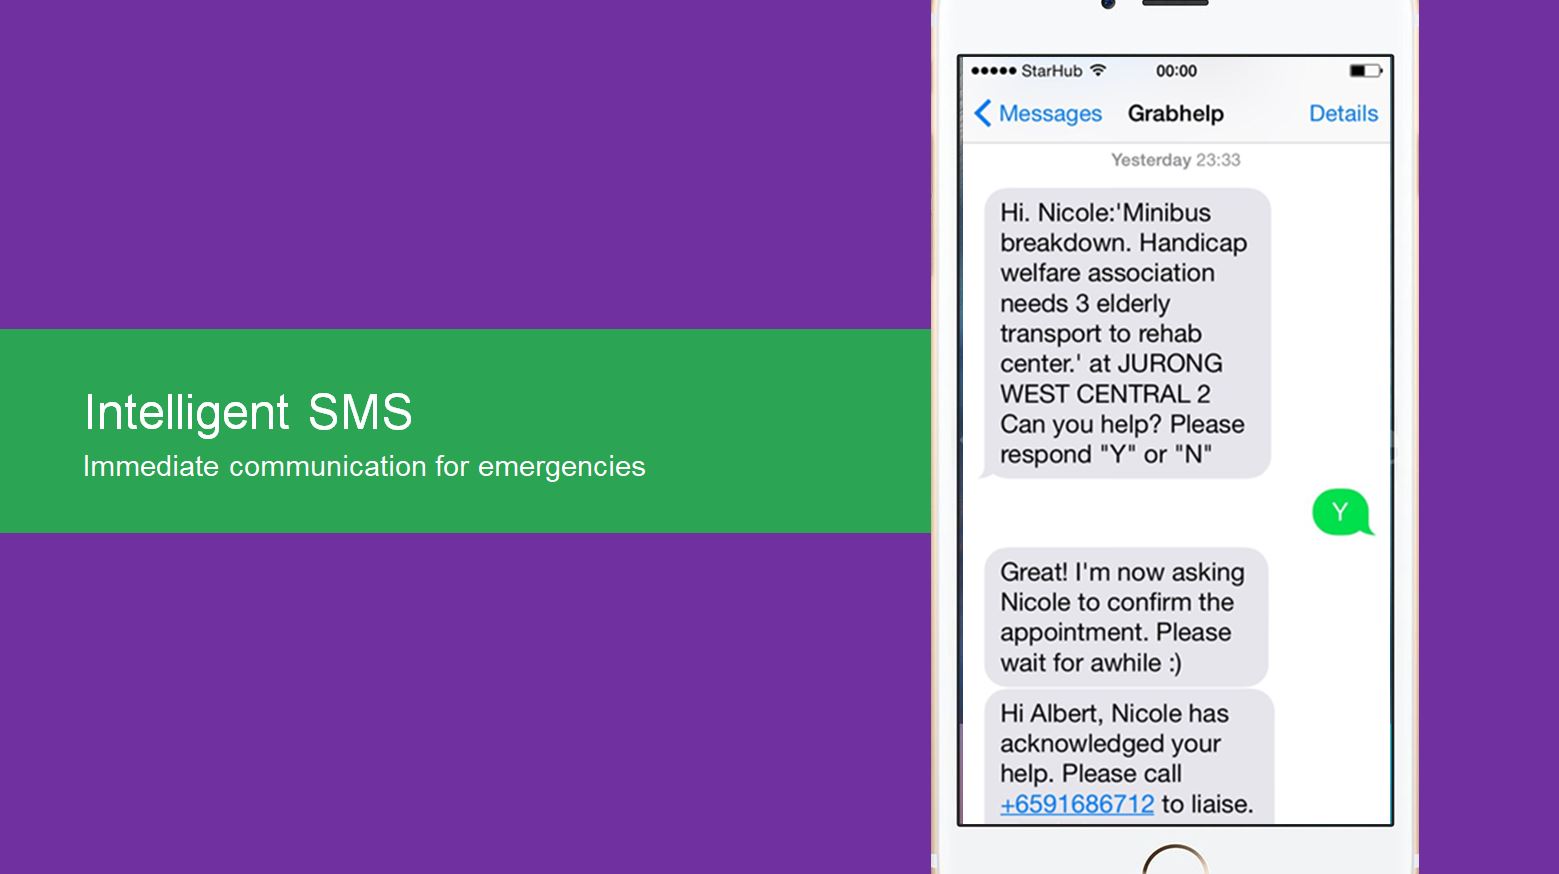 Intelligent SMS
Immediate communication for emergencies
StarHub 00:00
Messages Grabhelp Details
Yesterday 23:33
Hi. Nicole:'Minibus
breakdown. Handicap
welfare association
needs 3 elderly
transport to rehab
center.' at JURONG
WEST CENTRAL 2
Can you help? Please
respond "Y" or "N"
Y
Great! I'm now asking
Nicole to confirm the
appointment. Please
wait for awhile :)
Hi Albert, Nicole has
acknowledged your
help. Please call
+6591686712 to liaise.